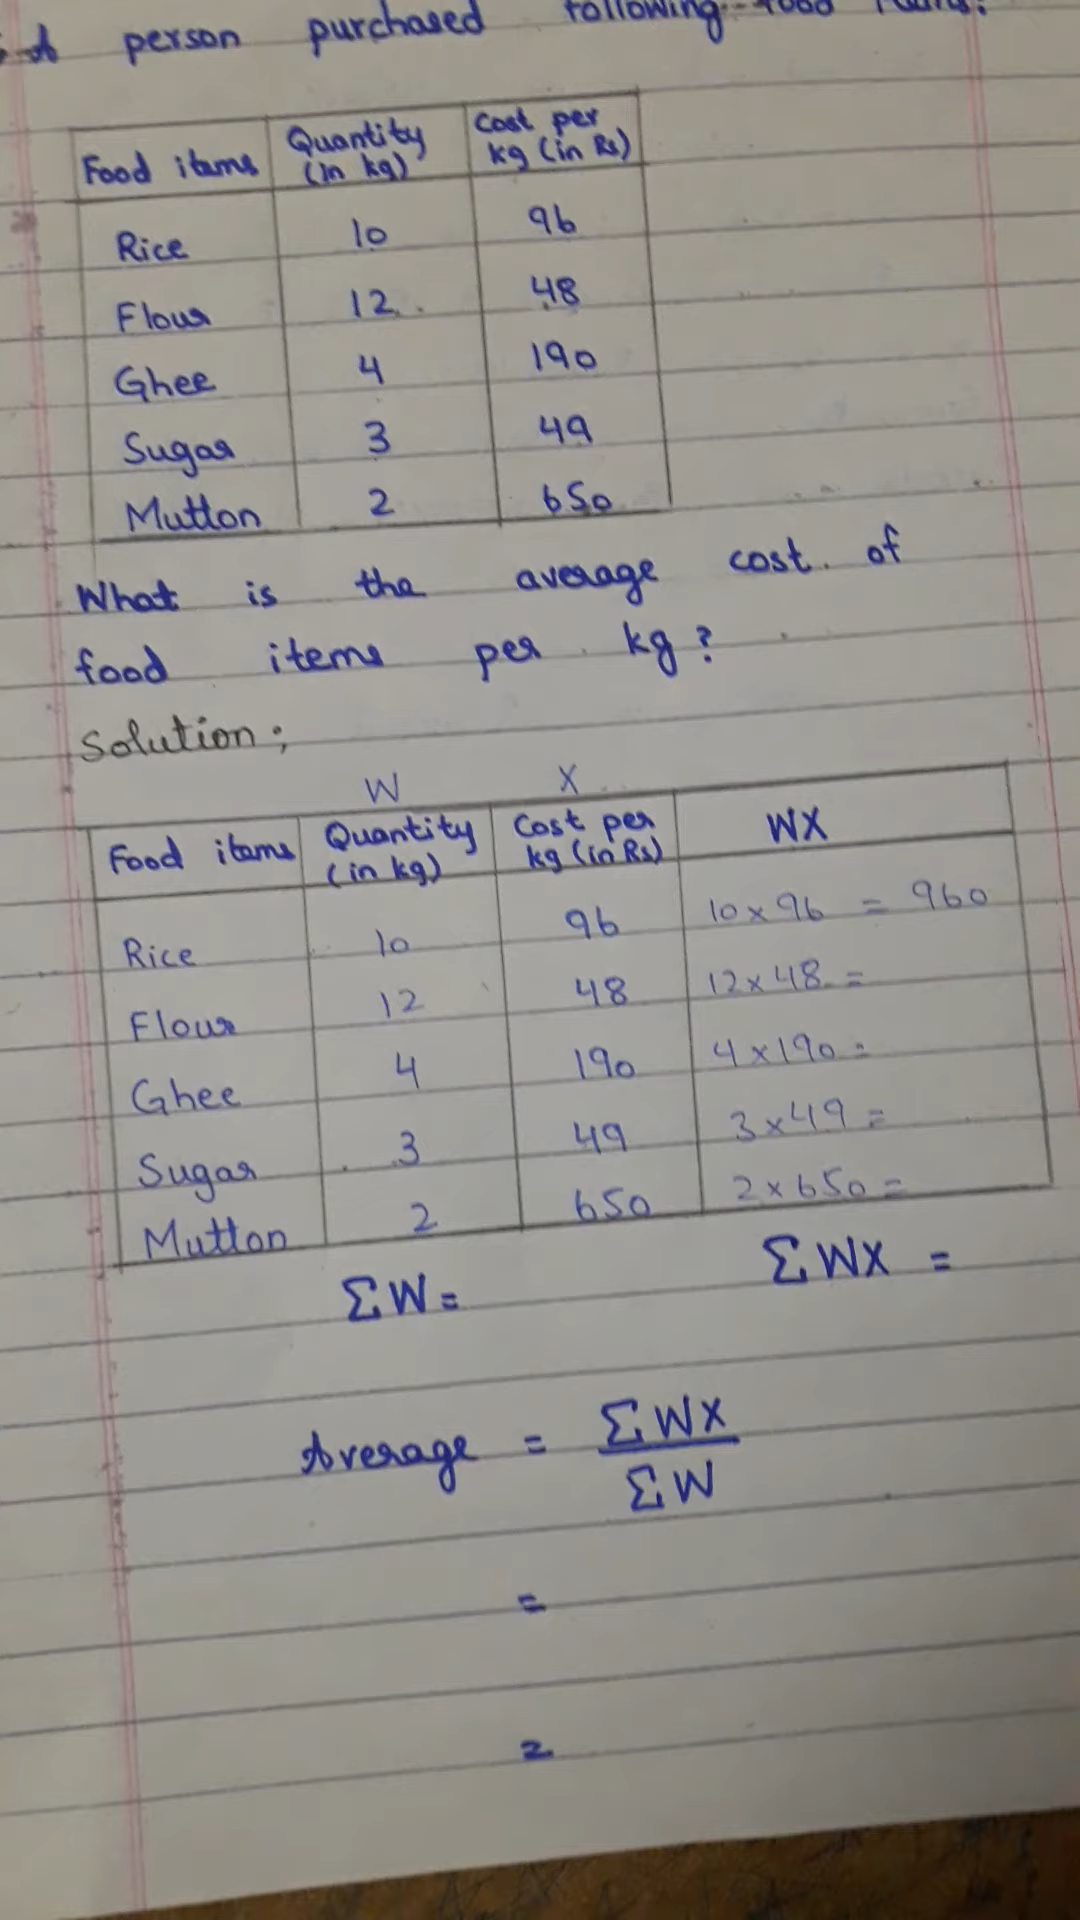 A person purchased following food items:
Food items Quantity (in kg) Cost per kg (in Rs)
Rice 10 96
Flour 12 48
Ghee 4 190
Sugar 3 49
Mutton 2 650
What is the average cost of
food items per kg?
Solution;
W X
Food items Quantity (in kg) Cost per kg (in Rs) WX
Rice 10 96 10 x 96 = 960
Flour 12 48 12 x 48 =
Ghee 4 190 4 x 190 =
Sugar 3 49 3 x 49 =
Mutton 2 650 2 x 650 =
ΣW = ΣWX =
Average = ΣWX
ΣW
=
=